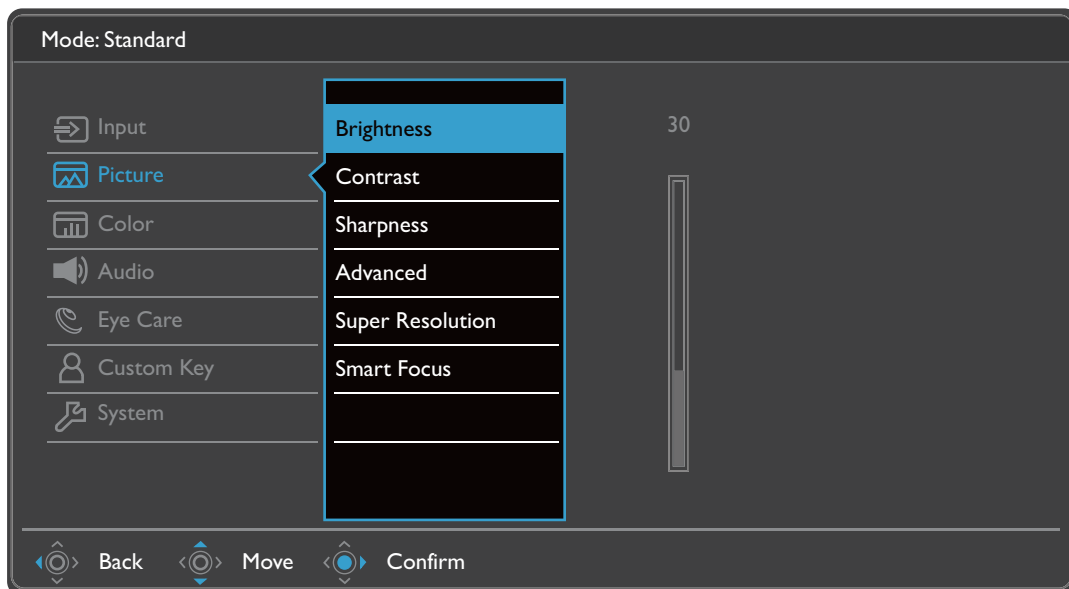 Mode: Standard
Input
Picture
Color
Audio
Eye Care
Custom Key
System
Brightness
Contrast
Sharpness
Advanced
Super Resolution
Smart Focus
30
Back Move Confirm